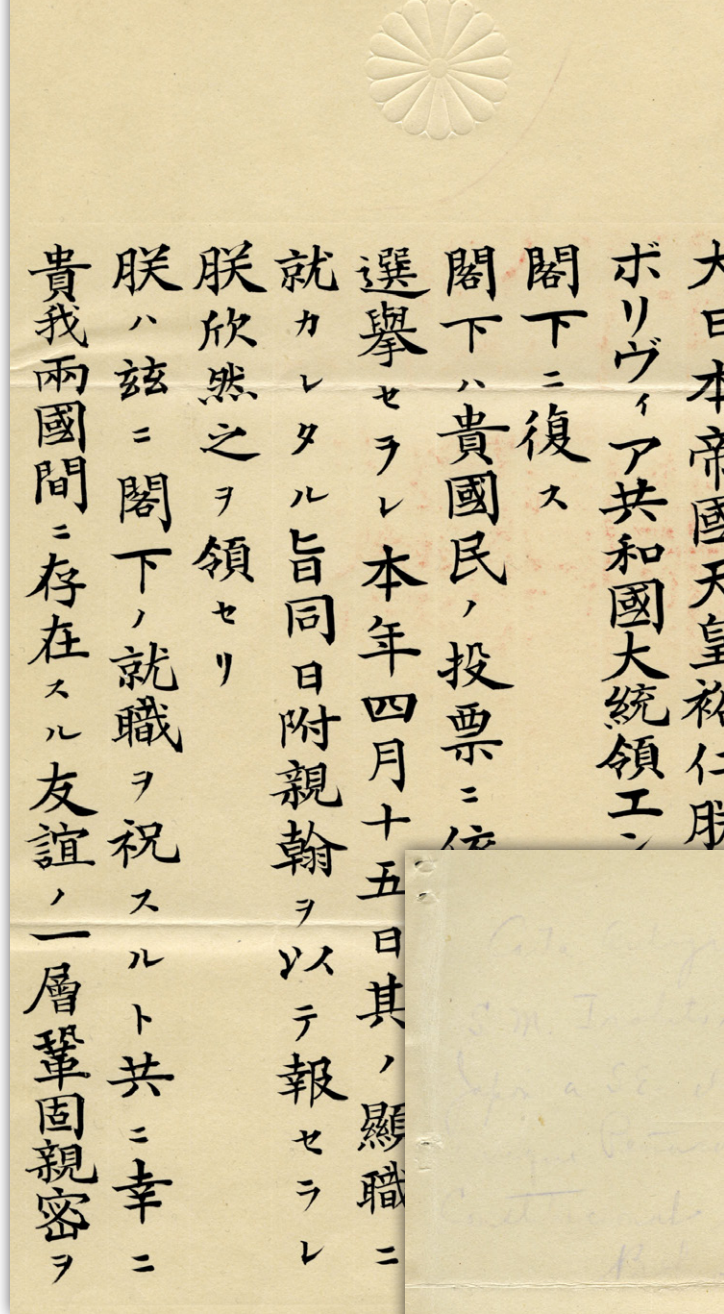 大日本帝國天皇裕仁朕
ボリヴィア共和國大統領エン
閣下ニ復ス
閣下ハ貴國民ノ投票ニ依
選擧セラレ本年四月十五日其ノ顯職ニ
就カレタル旨同日附親翰ヲ以テ報セラレ
朕欣然之ヲ領セリ
朕ハ玆ニ閣下ノ就職ヲ祝スルト共ニ幸ニ
貴我兩國間ニ存在スル友誼ノ一層鞏固親密ヲ